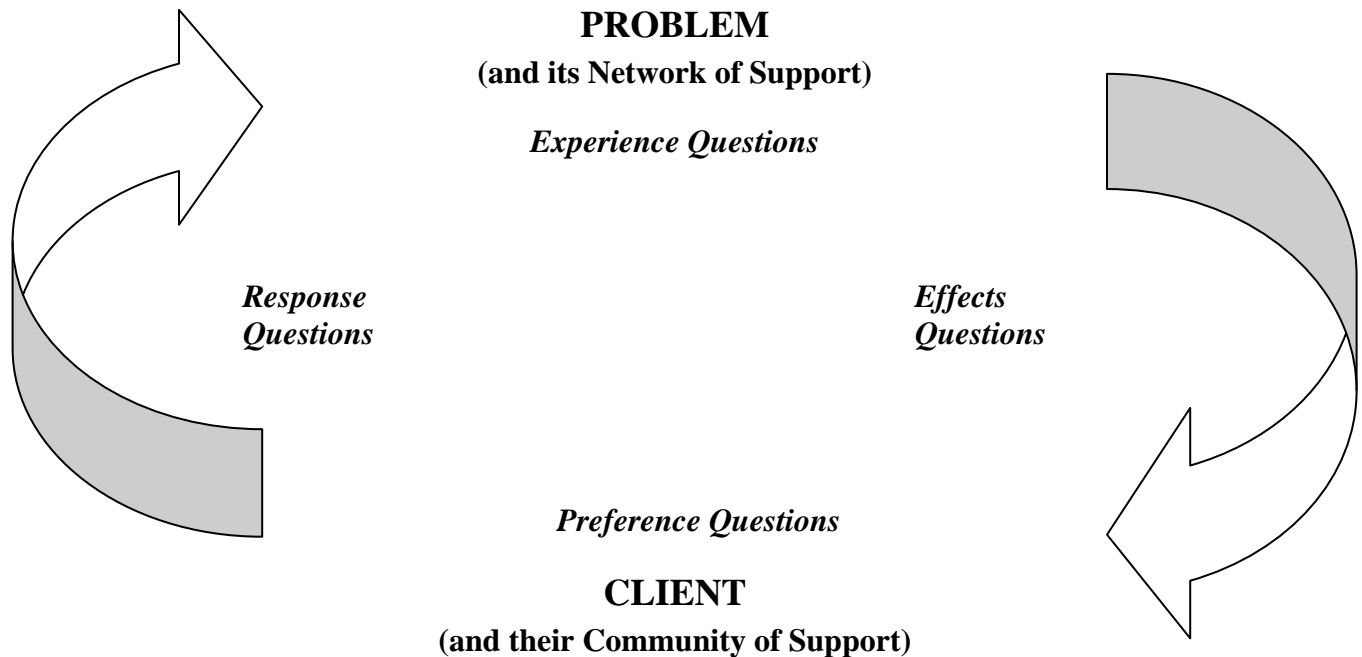 PROBLEM
(and its Network of Support)
Experience Questions
Response
Questions
Effects
Questions
Preference Questions
CLIENT
(and their Community of Support)